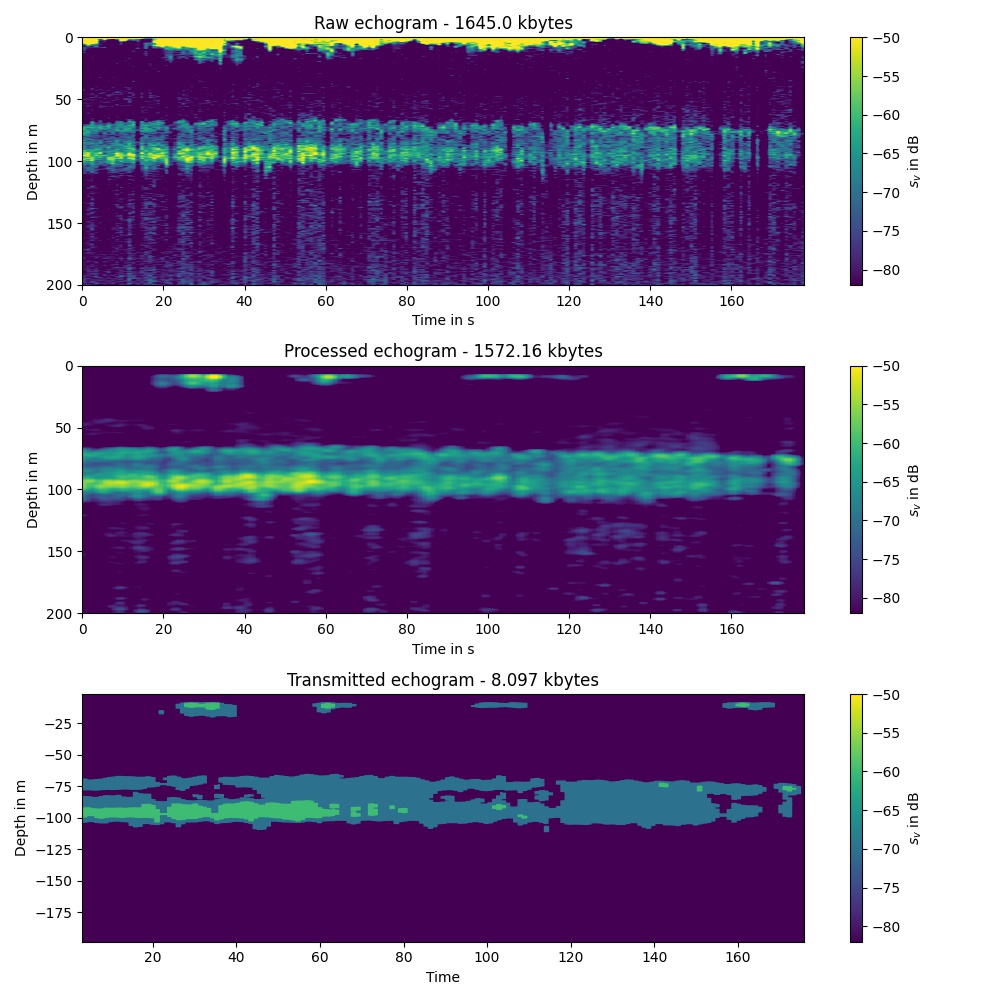 Raw echogram - 1645.0 kbytes
0
50
100
150
200
Depth in m
0 20 40 60 80 100 120 140 160
Time in s
−50
−55
−60
−65
−70
−75
−80
sᵥ in dB
Processed echogram - 1572.16 kbytes
0
50
100
150
200
Depth in m
0 20 40 60 80 100 120 140 160
Time in s
−50
−55
−60
−65
−70
−75
−80
sᵥ in dB
Transmitted echogram - 8.097 kbytes
−25
−50
−75
−100
−125
−150
−175
Depth in m
20 40 60 80 100 120 140 160
Time
−50
−55
−60
−65
−70
−75
−80
sᵥ in dB